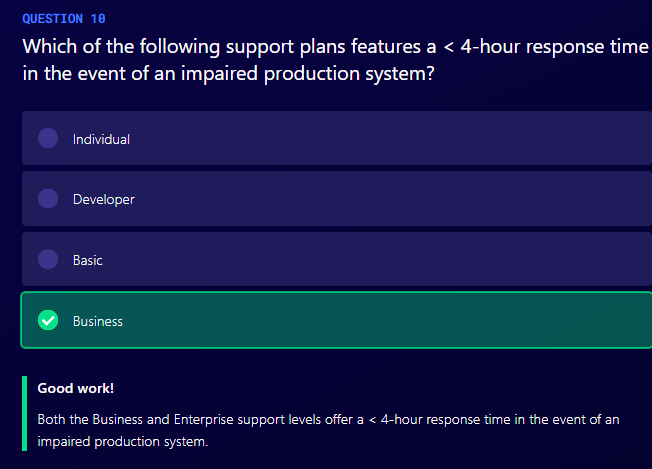 QUESTION 10
Which of the following support plans features a < 4-hour response time
in the event of an impaired production system?
Individual
Developer
Basic
Business
Good work!
Both the Business and Enterprise support levels offer a < 4-hour response time in the event of an
impaired production system.